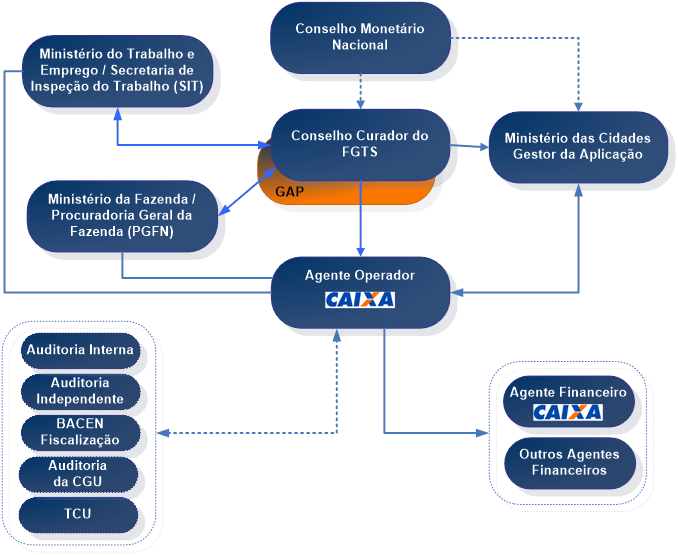 Conselho Monetário
Nacional
Ministério do Trabalho e
Emprego / Secretaria de
Inspeção do Trabalho (SIT)
Conselho Curador do
FGTS
Ministério das Cidades
Gestor da Aplicação
GAP
Ministério da Fazenda /
Procuradoria Geral da
Fazenda (PGFN)
Agente Operador
CAIXA
Auditoria Interna
Auditoria
Independente
BACEN
Fiscalização
Auditoria
da CGU
TCU
Agente Financeiro
CAIXA
Outros Agentes
Financeiros